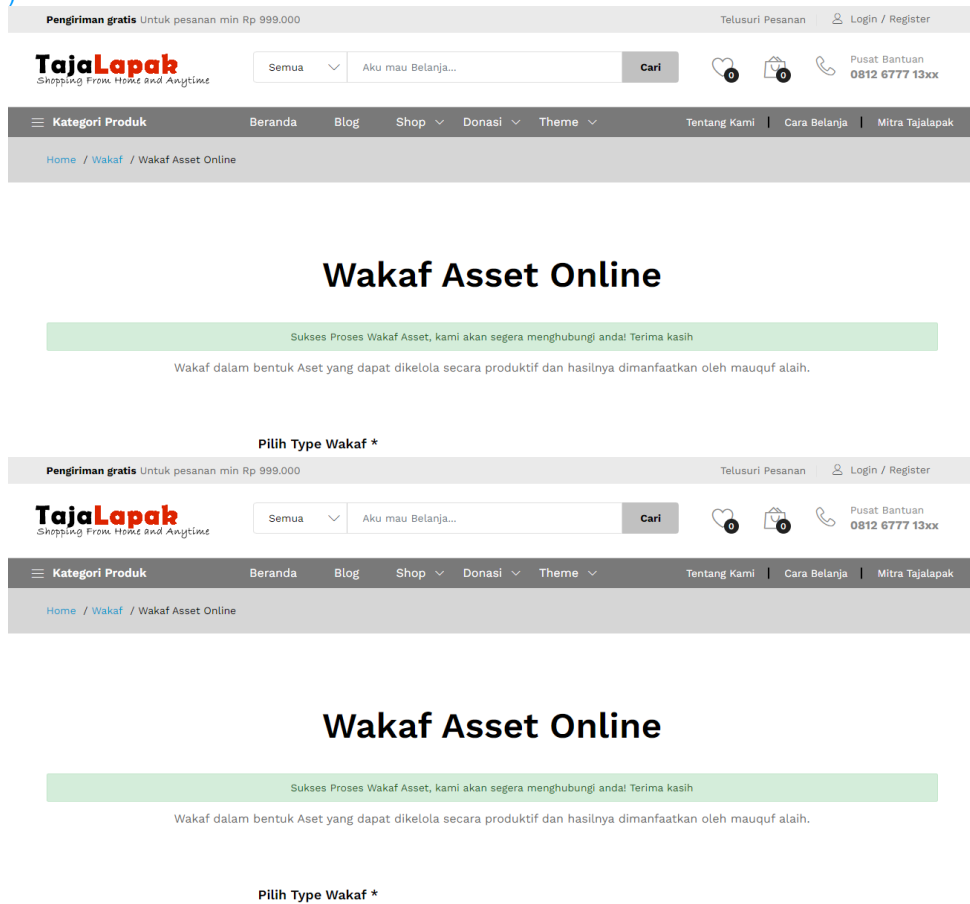 Pengiriman gratis Untuk pesanan min Rp 999.000 Telusuri Pesanan Login / Register
TajaLapak
Shopping From Home and Anytime
Semua Aku mau Belanja... Cari 0 0 Pusat Bantuan
0812 6777 13xx
Kategori Produk Beranda Blog Shop Donasi Theme Tentang Kami Cara Belanja Mitra Tajalapak
Home / Wakaf / Wakaf Asset Online
Wakaf Asset Online
Sukses Proses Wakaf Asset, kami akan segera menghubungi anda! Terima kasih
Wakaf dalam bentuk Aset yang dapat dikelola secara produktif dan hasilnya dimanfaatkan oleh mauquf alaih.
Pilih Type Wakaf *
Pengiriman gratis Untuk pesanan min Rp 999.000 Telusuri Pesanan Login / Register
TajaLapak
Shopping From Home and Anytime
Semua Aku mau Belanja... Cari 0 0 Pusat Bantuan
0812 6777 13xx
Kategori Produk Beranda Blog Shop Donasi Theme Tentang Kami Cara Belanja Mitra Tajalapak
Home / Wakaf / Wakaf Asset Online
Wakaf Asset Online
Sukses Proses Wakaf Asset, kami akan segera menghubungi anda! Terima kasih
Wakaf dalam bentuk Aset yang dapat dikelola secara produktif dan hasilnya dimanfaatkan oleh mauquf alaih.
Pilih Type Wakaf *